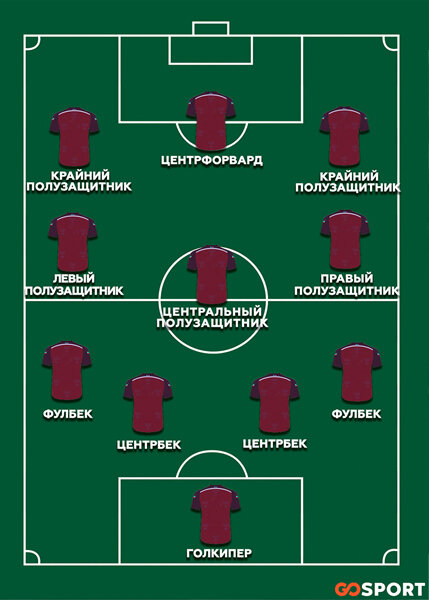 ЦЕНТРФОРВАРД
КРАЙНИЙ
ПОЛУЗАЩИТНИК
КРАЙНИЙ
ПОЛУЗАЩИТНИК
ЛЕВЫЙ
ПОЛУЗАЩИТНИК
ПРАВЫЙ
ПОЛУЗАЩИТНИК
ЦЕНТРАЛЬНЫЙ
ПОЛУЗАЩИТНИК
ФУЛБЕК
ФУЛБЕК
ЦЕНТРБЕК
ЦЕНТРБЕК
ГОЛКИПЕР
GOSPORT